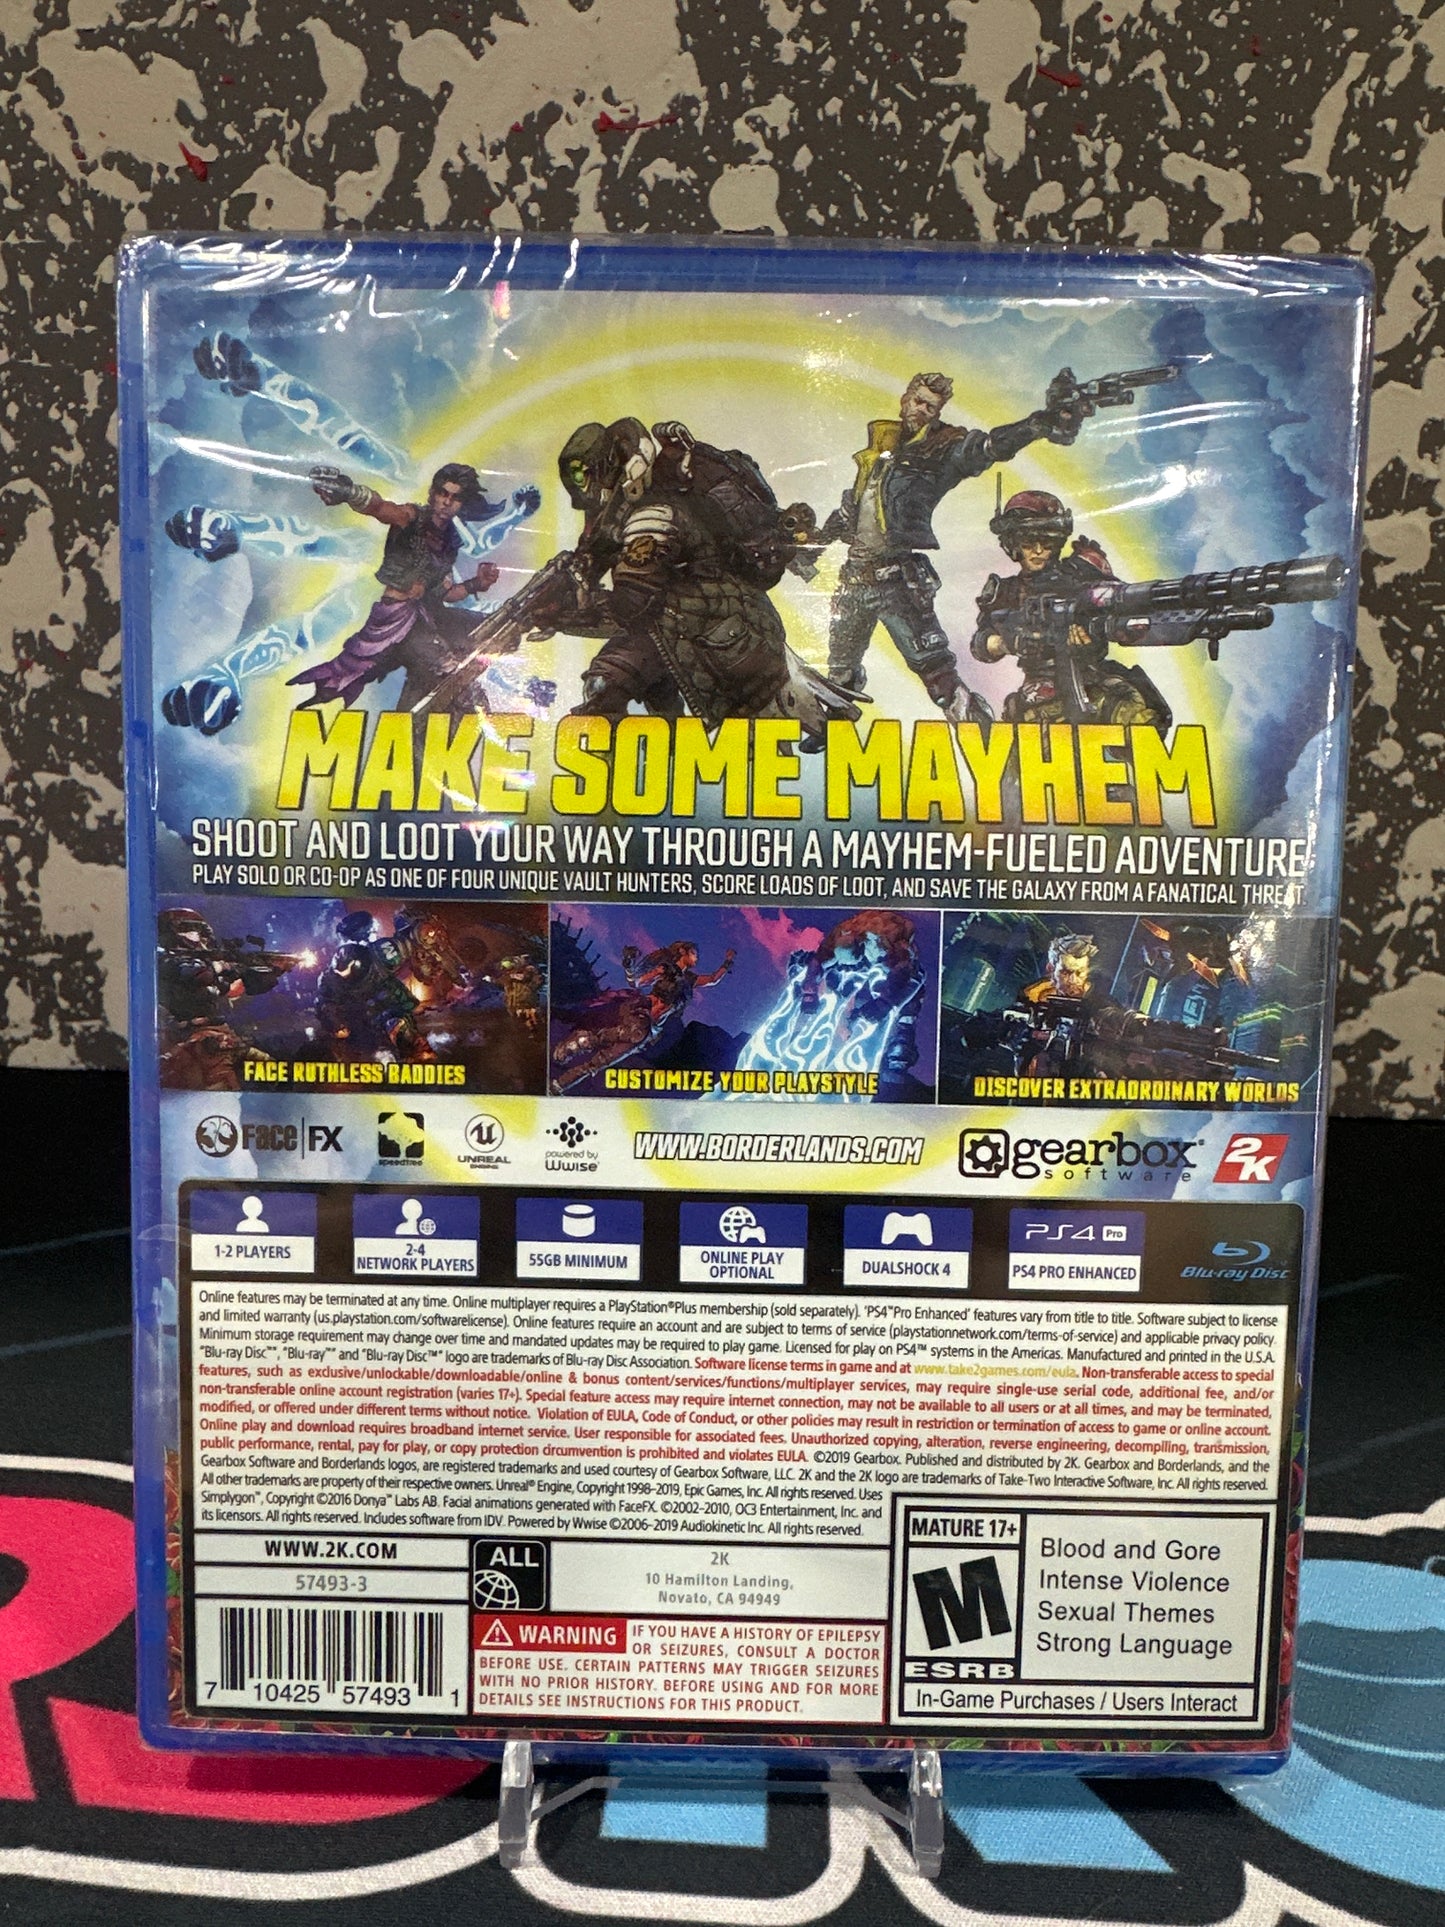 MAKE SOME MAYHEM
SHOOT AND LOOT YOUR WAY THROUGH A MAYHEM-FUELED ADVENTURE
PLAY SOLO OR CO-OP AS ONE OF FOUR UNIQUE VAULT HUNTERS, SCORE LOADS OF LOOT, AND SAVE THE GALAXY FROM A FANATICAL THREAT.
FACE RUTHLESS BADDIES
CUSTOMIZE YOUR PLAYSTYLE
DISCOVER EXTRAORDINARY WORLDS
Face|FX
speedtree
UNREAL
ENGINE
powered by
Wwise
WWW.BORDERLANDS.COM
gearbox
software
2K
1-2 PLAYERS
2-4
NETWORK PLAYERS
55GB MINIMUM
ONLINE PLAY
OPTIONAL
DUALSHOCK 4
PS4 Pro
PS4 PRO ENHANCED
Blu-ray Disc
Online features may be terminated at any time. Online multiplayer requires a PlayStation®Plus membership (sold separately). 'PS4™Pro Enhanced' features vary from title to title. Software subject to license
and limited warranty (us.playstation.com/softwarelicense). Online features require an account and are subject to terms of service (playstationnetwork.com/terms-of-service) and applicable privacy policy.
Minimum storage requirement may change over time and mandated updates may be required to play game. Licensed for play on PS4™ systems in the Americas. Manufactured and printed in the U.S.A.
"Blu-ray Disc™", "Blu-ray™" and "Blu-ray Disc™" logo are trademarks of Blu-ray Disc Association. Software license terms in game and at www.take2games.com/eula. Non-transferable access to special
features, such as exclusive/unlockable/downloadable/online & bonus content/services/functions/multiplayer services, may require single-use serial code, additional fee, and/or
non-transferable online account registration (varies 17+). Special feature access may require internet connection, may not be available to all users or at all times, and may be terminated,
modified, or offered under different terms without notice. Violation of EULA, Code of Conduct, or other policies may result in restriction or termination of access to game or online account.
Online play and download requires broadband internet service. User responsible for associated fees. Unauthorized copying, alteration, reverse engineering, decompiling, transmission,
public performance, rental, pay for play, or copy protection circumvention is prohibited and violates EULA. ©2019 Gearbox. Published and distributed by 2K. Gearbox and Borderlands, and the
Gearbox Software and Borderlands logos, are registered trademarks and used courtesy of Gearbox Software, LLC. 2K and the 2K logo are trademarks of Take-Two Interactive Software, Inc. All rights reserved.
All other trademarks are property of their respective owners. Unreal® Engine, Copyright 1998-2019, Epic Games, Inc. All rights reserved. Uses
Simplygon™, Copyright ©2016 Donya™ Labs AB. Facial animations generated with FaceFX. ©2002-2010, OC3 Entertainment, Inc. and
its licensors. All rights reserved. Includes software from IDV. Powered by Wwise ©2006-2019 Audiokinetic Inc. All rights reserved.
WWW.2K.COM
57493-3
7 10425 57493 1
ALL
2K
10 Hamilton Landing,
Novato, CA 94949
WARNING IF YOU HAVE A HISTORY OF EPILEPSY
OR SEIZURES, CONSULT A DOCTOR
BEFORE USE. CERTAIN PATTERNS MAY TRIGGER SEIZURES
WITH NO PRIOR HISTORY. BEFORE USING AND FOR MORE
DETAILS SEE INSTRUCTIONS FOR THIS PRODUCT.
MATURE 17+
M
ESRB
Blood and Gore
Intense Violence
Sexual Themes
Strong Language
In-Game Purchases / Users Interact